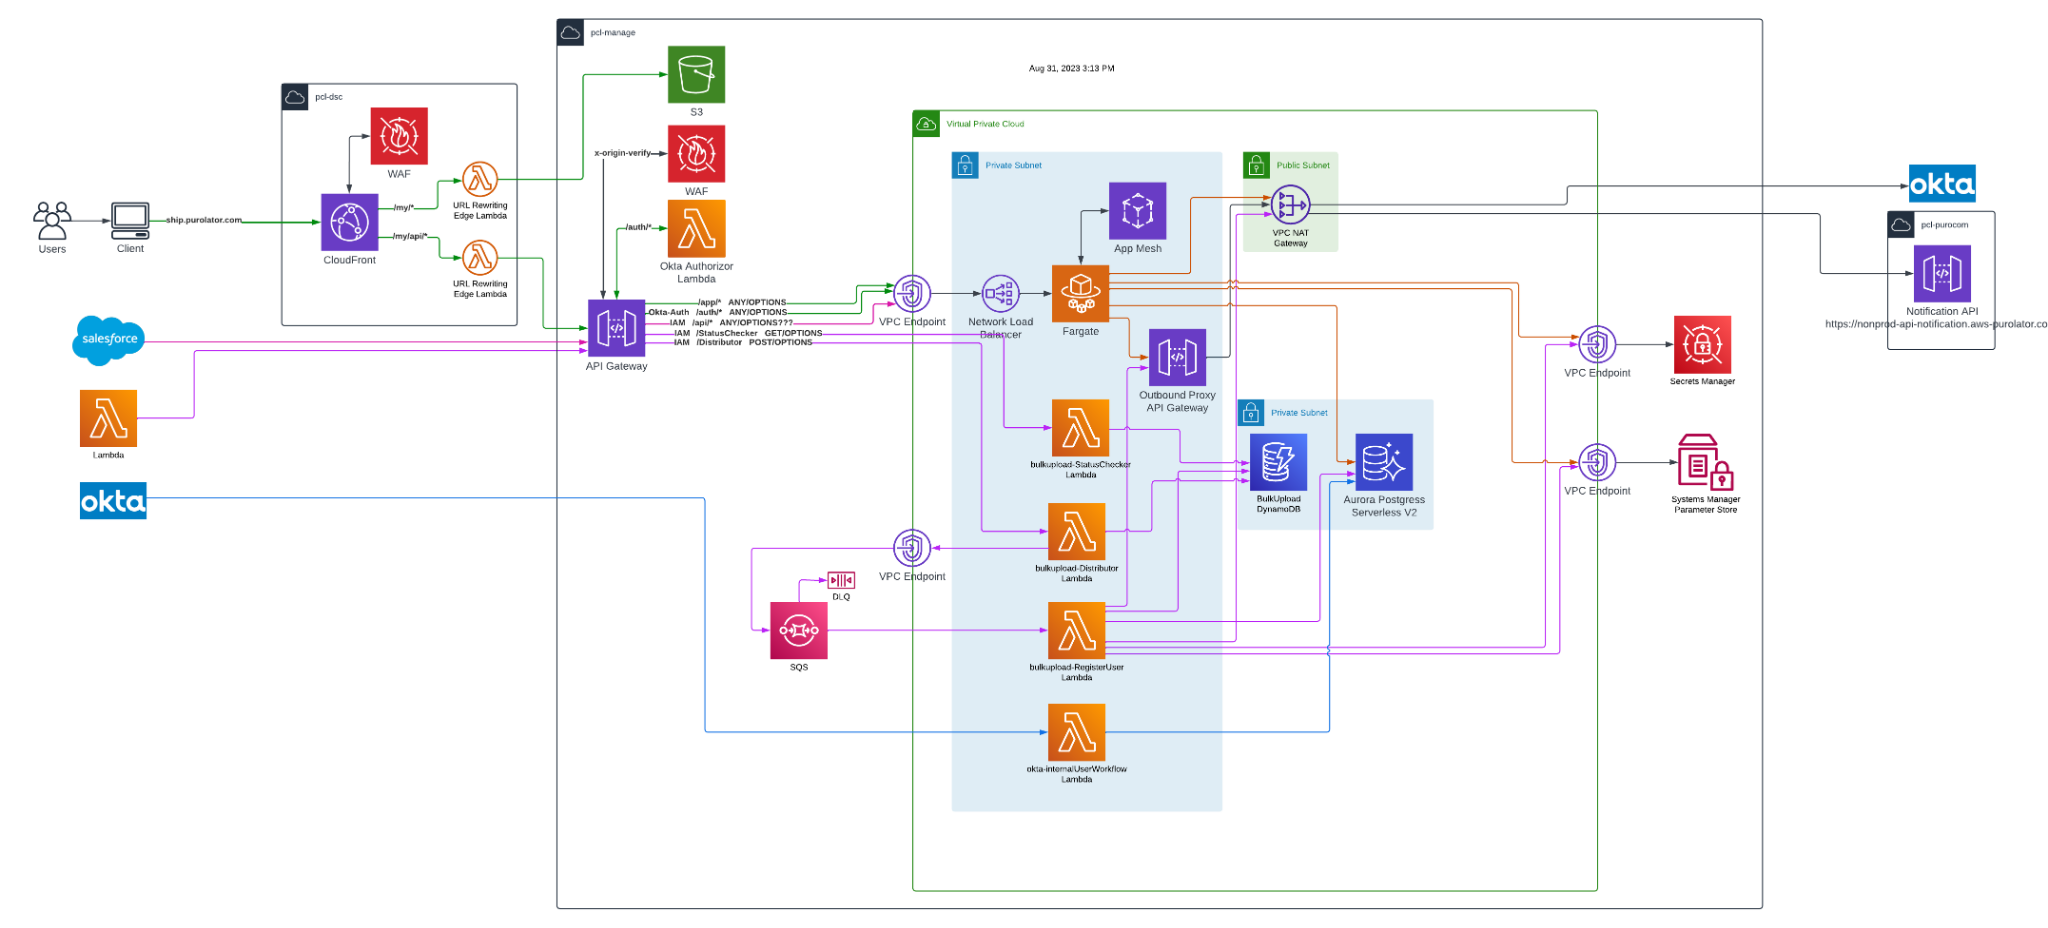 pcl-manage
Aug 31, 2023 3:13 PM
S3
pcl-dsc
WAF
/my/*
URL Rewriting
Edge Lambda
Users
Client
ship.purolator.com
CloudFront
/my/api/*
URL Rewriting
Edge Lambda
x-origin-verify
WAF
/auth/*
Okta Authorizor
Lambda
/app/* ANY/OPTIONS
Okta-Auth /auth/* ANY/OPTIONS
IAM /api/* ANY/OPTIONS???
IAM /StatusChecker GET/OPTIONS
IAM /Distributor POST/OPTIONS
API Gateway
salesforce
Lambda
okta
Virtual Private Cloud
VPC Endpoint
Private Subnet
Network Load
Balancer
App Mesh
Fargate
Outbound Proxy
API Gateway
Public Subnet
VPC NAT
Gateway
bulkupload-StatusChecker
Lambda
Private Subnet
BulkUpload
DynamoDB
Aurora Postgress
Serverless V2
bulkupload-Distributor
Lambda
VPC Endpoint
DLQ
SQS
bulkupload-RegisterUser
Lambda
okta-internalUserWorkflow
Lambda
VPC Endpoint
Secrets Manager
VPC Endpoint
Systems Manager
Parameter Store
okta
pcl-purocom
Notification API
https://nonprod-api-notification.aws-purolator.co